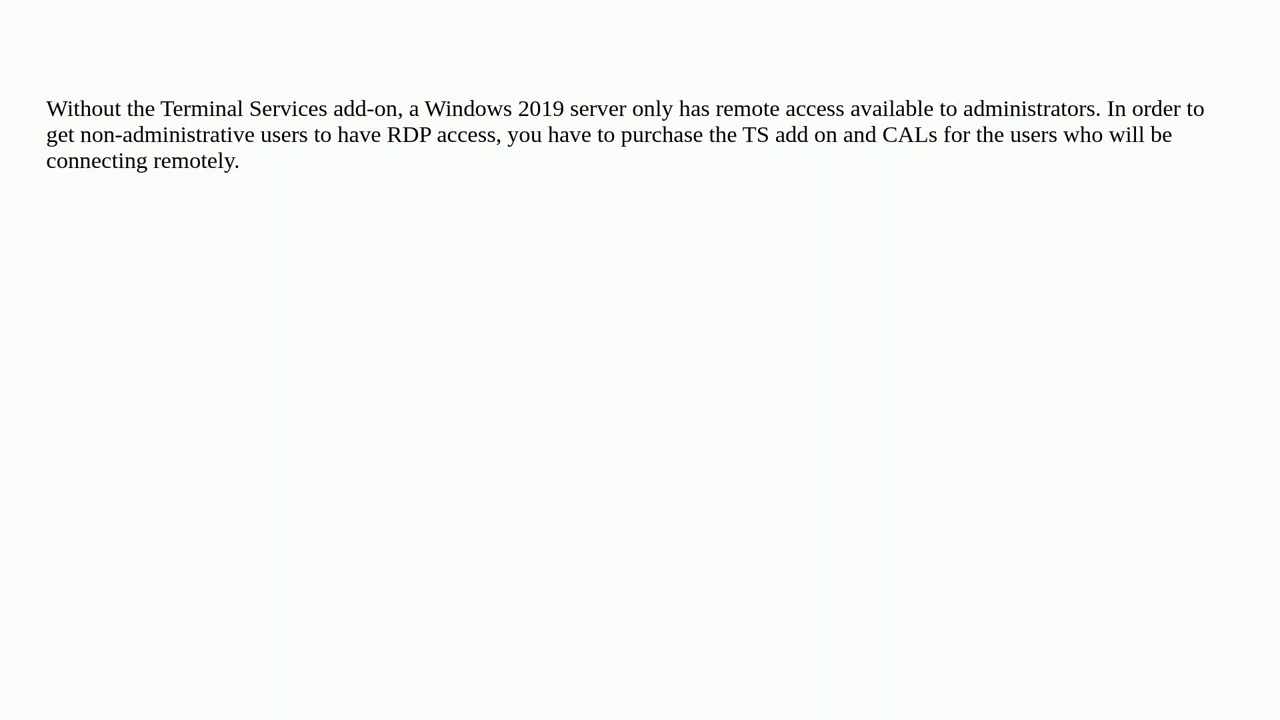 Without the Terminal Services add-on, a Windows 2019 server only has remote access available to administrators. In order to
get non-administrative users to have RDP access, you have to purchase the TS add on and CALs for the users who will be
connecting remotely.